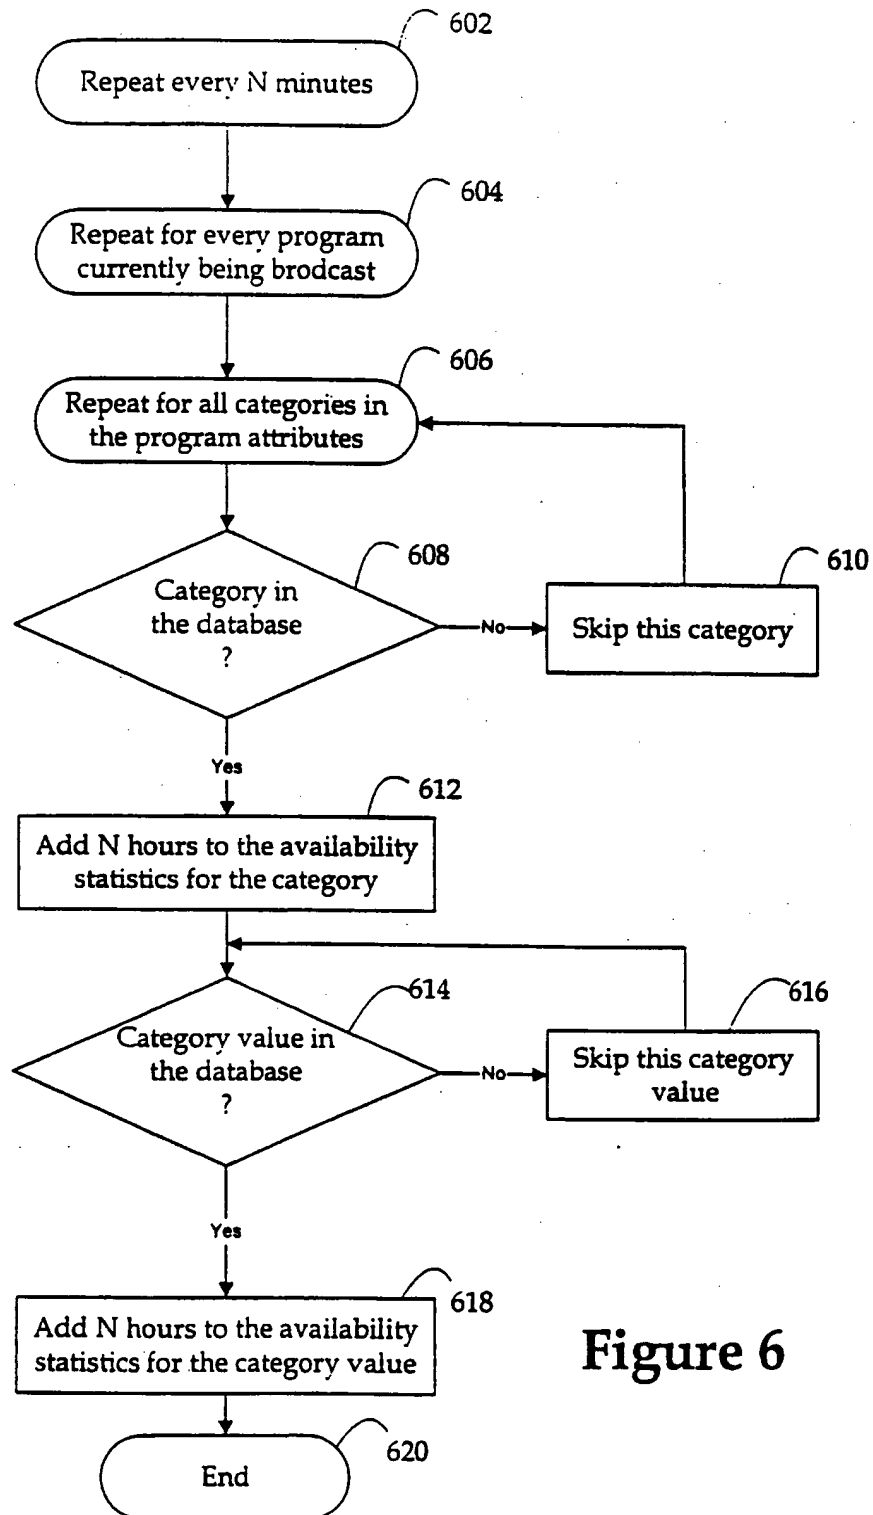 602
Repeat every N minutes
604
Repeat for every program
currently being brodcast
606
Repeat for all categories in
the program attributes
608
Category in
the database
?
610
No
Skip this category
Yes
612
Add N hours to the availability
statistics for the category
614
Category value in
the database
?
616
No
Skip this category
value
Yes
618
Add N hours to the availability
statistics for the category value
Figure 6
620
End